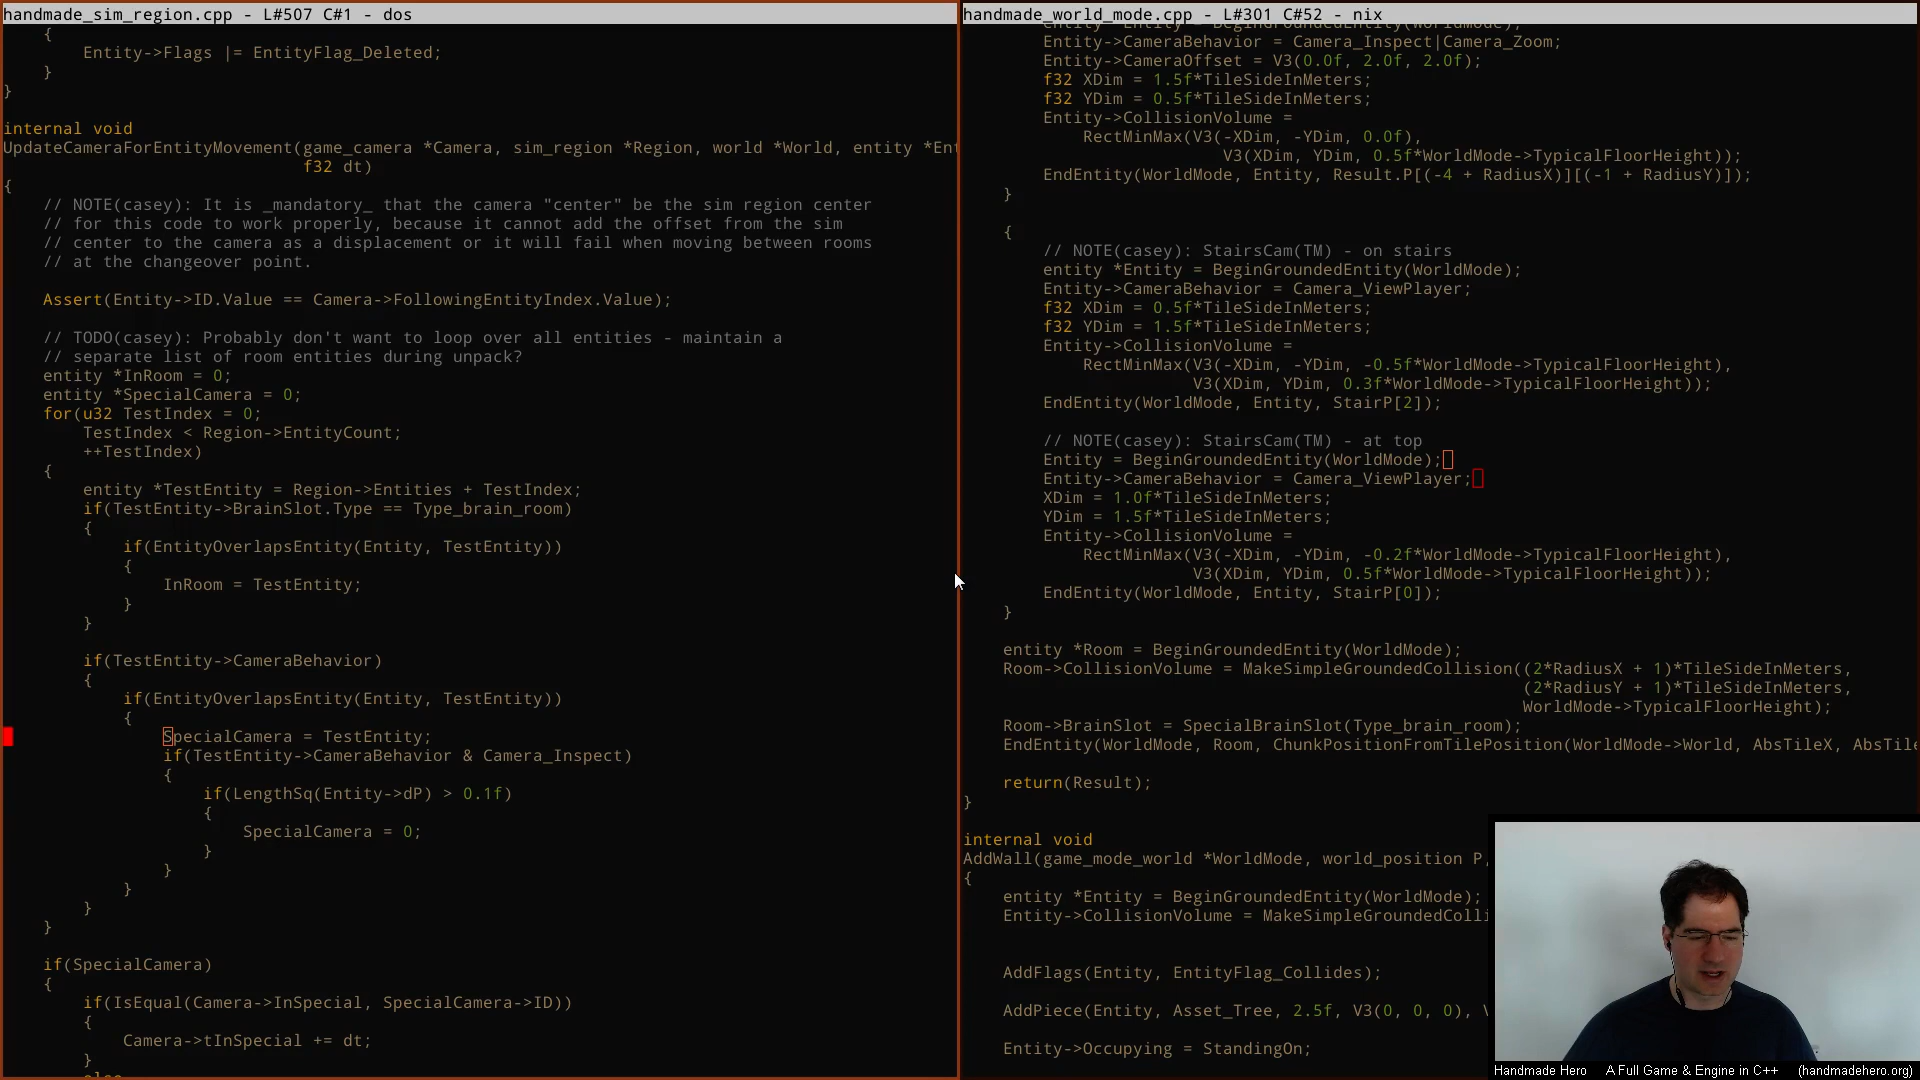 handmade_sim_region.cpp - L#507 C#1 - dos
{
Entity->Flags |= EntityFlag_Deleted;
}
}
internal void
UpdateCameraForEntityMovement(game_camera *Camera, sim_region *Region, world *World, entity *Ent
f32 dt)
{
// NOTE(casey): It is _mandatory_ that the camera "center" be the sim region center
// for this code to work properly, because it cannot add the offset from the sim
// center to the camera as a displacement or it will fail when moving between rooms
// at the changeover point.
Assert(Entity->ID.Value == Camera->FollowingEntityIndex.Value);
// TODO(casey): Probably don't want to loop over all entities - maintain a
// separate list of room entities during unpack?
entity *InRoom = 0;
entity *SpecialCamera = 0;
for(u32 TestIndex = 0;
TestIndex < Region->EntityCount;
++TestIndex)
{
entity *TestEntity = Region->Entities + TestIndex;
if(TestEntity->BrainSlot.Type == Type_brain_room)
{
if(EntityOverlapsEntity(Entity, TestEntity))
{
InRoom = TestEntity;
}
}
if(TestEntity->CameraBehavior)
{
if(EntityOverlapsEntity(Entity, TestEntity))
{
SpecialCamera = TestEntity;
if(TestEntity->CameraBehavior & Camera_Inspect)
{
if(LengthSq(Entity->dP) > 0.1f)
{
SpecialCamera = 0;
}
}
}
}
}
if(SpecialCamera)
{
if(IsEqual(Camera->InSpecial, SpecialCamera->ID))
{
Camera->tInSpecial += dt;
}
else
handmade_world_mode.cpp - L#301 C#52 - nix
Entity->CameraBehavior = Camera_Inspect|Camera_Zoom;
Entity->CameraOffset = V3(0.0f, 2.0f, 2.0f);
f32 XDim = 1.5f*TileSideInMeters;
f32 YDim = 0.5f*TileSideInMeters;
Entity->CollisionVolume =
RectMinMax(V3(-XDim, -YDim, 0.0f),
V3(XDim, YDim, 0.5f*WorldMode->TypicalFloorHeight));
EndEntity(WorldMode, Entity, Result.P[(-4 + RadiusX)][(-1 + RadiusY)]);
}
{
// NOTE(casey): StairsCam(TM) - on stairs
entity *Entity = BeginGroundedEntity(WorldMode);
Entity->CameraBehavior = Camera_ViewPlayer;
f32 XDim = 0.5f*TileSideInMeters;
f32 YDim = 1.5f*TileSideInMeters;
Entity->CollisionVolume =
RectMinMax(V3(-XDim, -YDim, -0.5f*WorldMode->TypicalFloorHeight),
V3(XDim, YDim, 0.3f*WorldMode->TypicalFloorHeight));
EndEntity(WorldMode, Entity, StairP[2]);
// NOTE(casey): StairsCam(TM) - at top
Entity = BeginGroundedEntity(WorldMode);
Entity->CameraBehavior = Camera_ViewPlayer;
XDim = 1.0f*TileSideInMeters;
YDim = 1.5f*TileSideInMeters;
Entity->CollisionVolume =
RectMinMax(V3(-XDim, -YDim, -0.2f*WorldMode->TypicalFloorHeight),
V3(XDim, YDim, 0.5f*WorldMode->TypicalFloorHeight));
EndEntity(WorldMode, Entity, StairP[0]);
}
entity *Room = BeginGroundedEntity(WorldMode);
Room->CollisionVolume = MakeSimpleGroundedCollision((2*RadiusX + 1)*TileSideInMeters,
(2*RadiusY + 1)*TileSideInMeters,
WorldMode->TypicalFloorHeight);
Room->BrainSlot = SpecialBrainSlot(Type_brain_room);
EndEntity(WorldMode, Room, ChunkPositionFromTilePosition(WorldMode->World, AbsTileX, AbsTile
return(Result);
}
internal void
AddWall(game_mode_world *WorldMode, world_position P,
{
entity *Entity = BeginGroundedEntity(WorldMode);
Entity->CollisionVolume = MakeSimpleGroundedColli
AddFlags(Entity, EntityFlag_Collides);
AddPiece(Entity, Asset_Tree, 2.5f, V3(0, 0, 0),
Entity->Occupying = StandingOn;
Handmade Hero A Full Game & Engine in C++ (handmadehero.org)